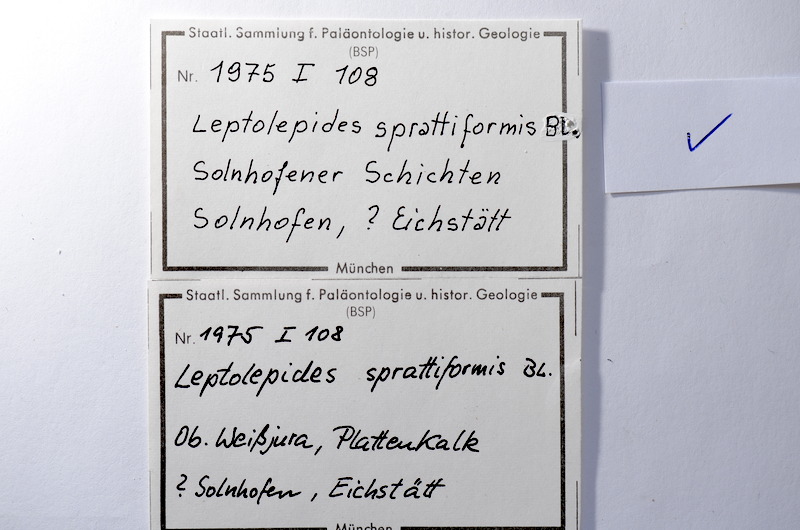 Staatl. Sammlung f. Paläontologie u. histor. Geologie
(BSP)
Nr. 1975 I 108
Leptolepides sprattiformis BL.
Solnhofener Schichten
Solnhofen, ? Eichstätt
München
Staatl. Sammlung f. Paläontologie u. histor. Geologie
(BSP)
Nr. 1975 I 108
Leptolepides sprattiformis BL.
Ob. Weißjura, Plattenkalk
? Solnhofen, Eichstätt
München